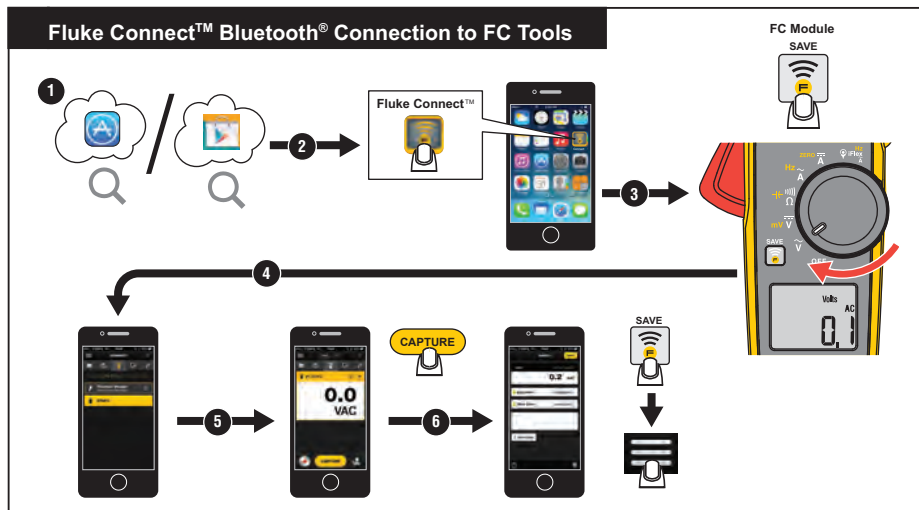 Fluke Connect™ Bluetooth® Connection to FC Tools
FC Module
SAVE
F
1
2
Fluke Connect™
3
zero A
Hz
iFlex
Hz A
Ω
mV V
V
OFF
SAVE
F
Volts
AC
0.1
4
5
0.0
VAC
CAPTURE
CAPTURE
6
0.2
SAVE
F